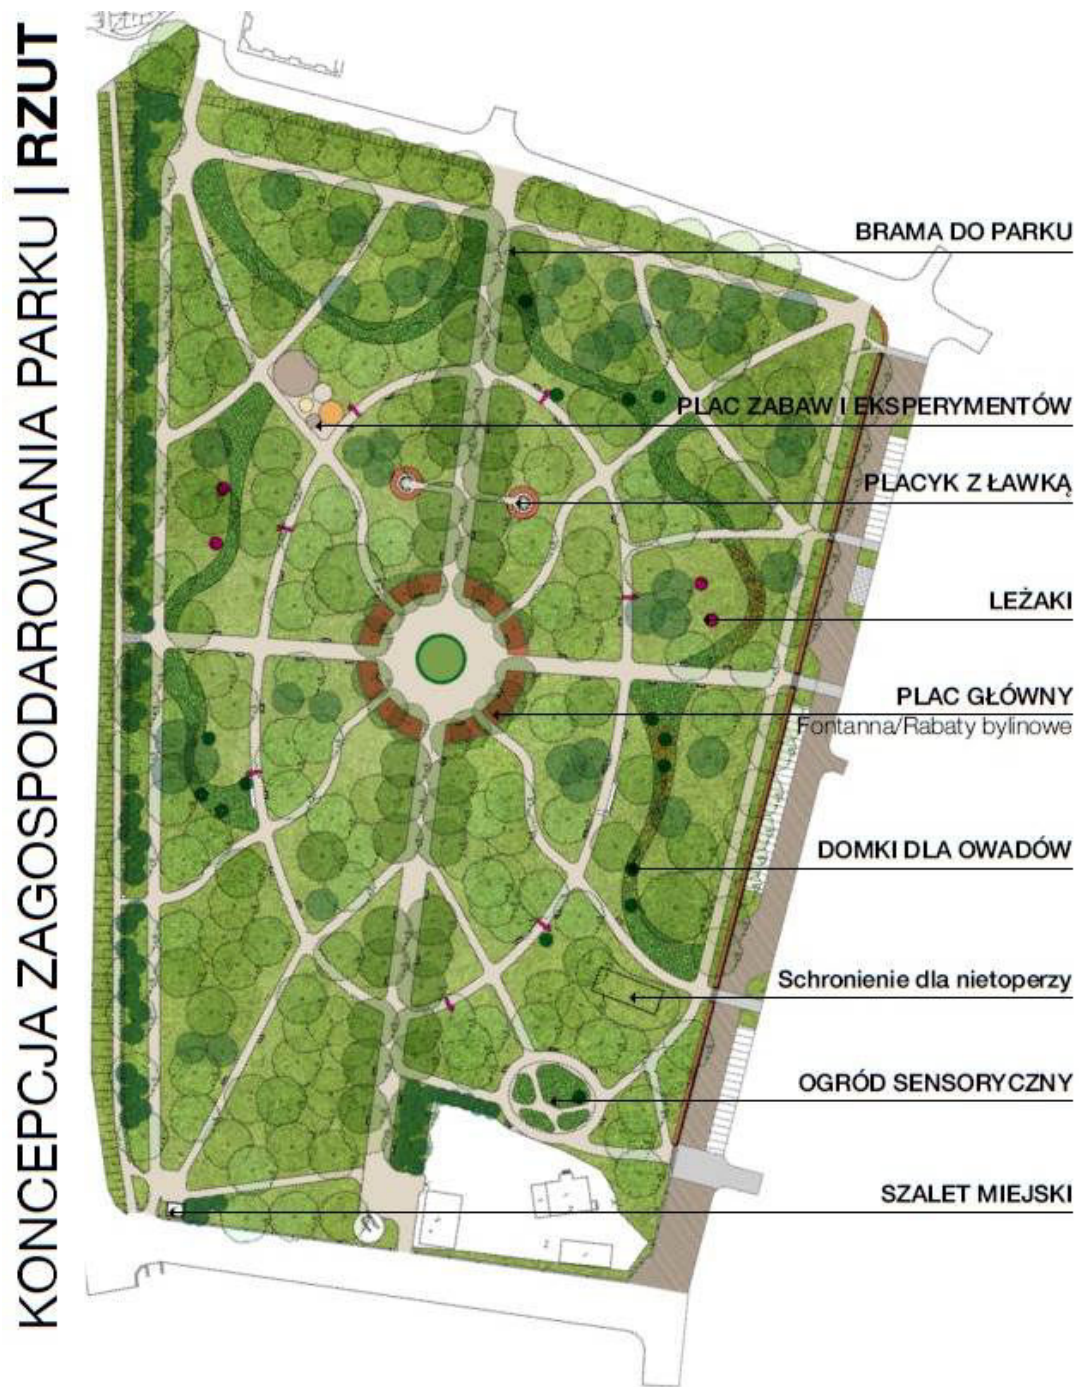 KONCEPCJA ZAGOSPODAROWANIA PARKU | RZUT
BRAMA DO PARKU
PLAC ZABAW I EKSPERYMENTÓW
PLACYK Z ŁAWKĄ
LEŻAKI
PLAC GŁÓWNY
Fontanna/Rabaty bylinowe
DOMKI DLA OWADÓW
Schronienie dla nietoperzy
OGRÓD SENSORYCZNY
SZALET MIEJSKI